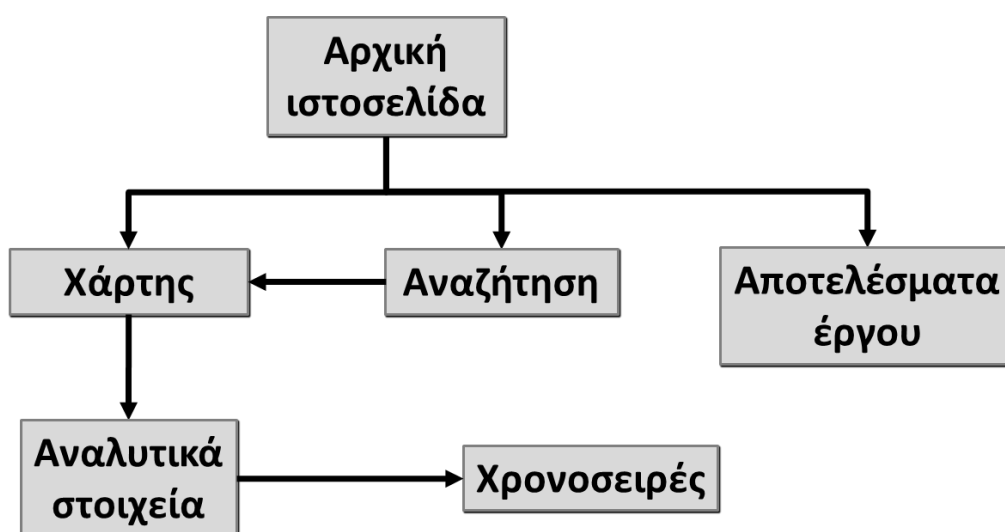 Αρχική
ιστοσελίδα
Χάρτης
Αναζήτηση
Αποτελέσματα
έργου
Αναλυτικά
στοιχεία
Χρονοσειρές